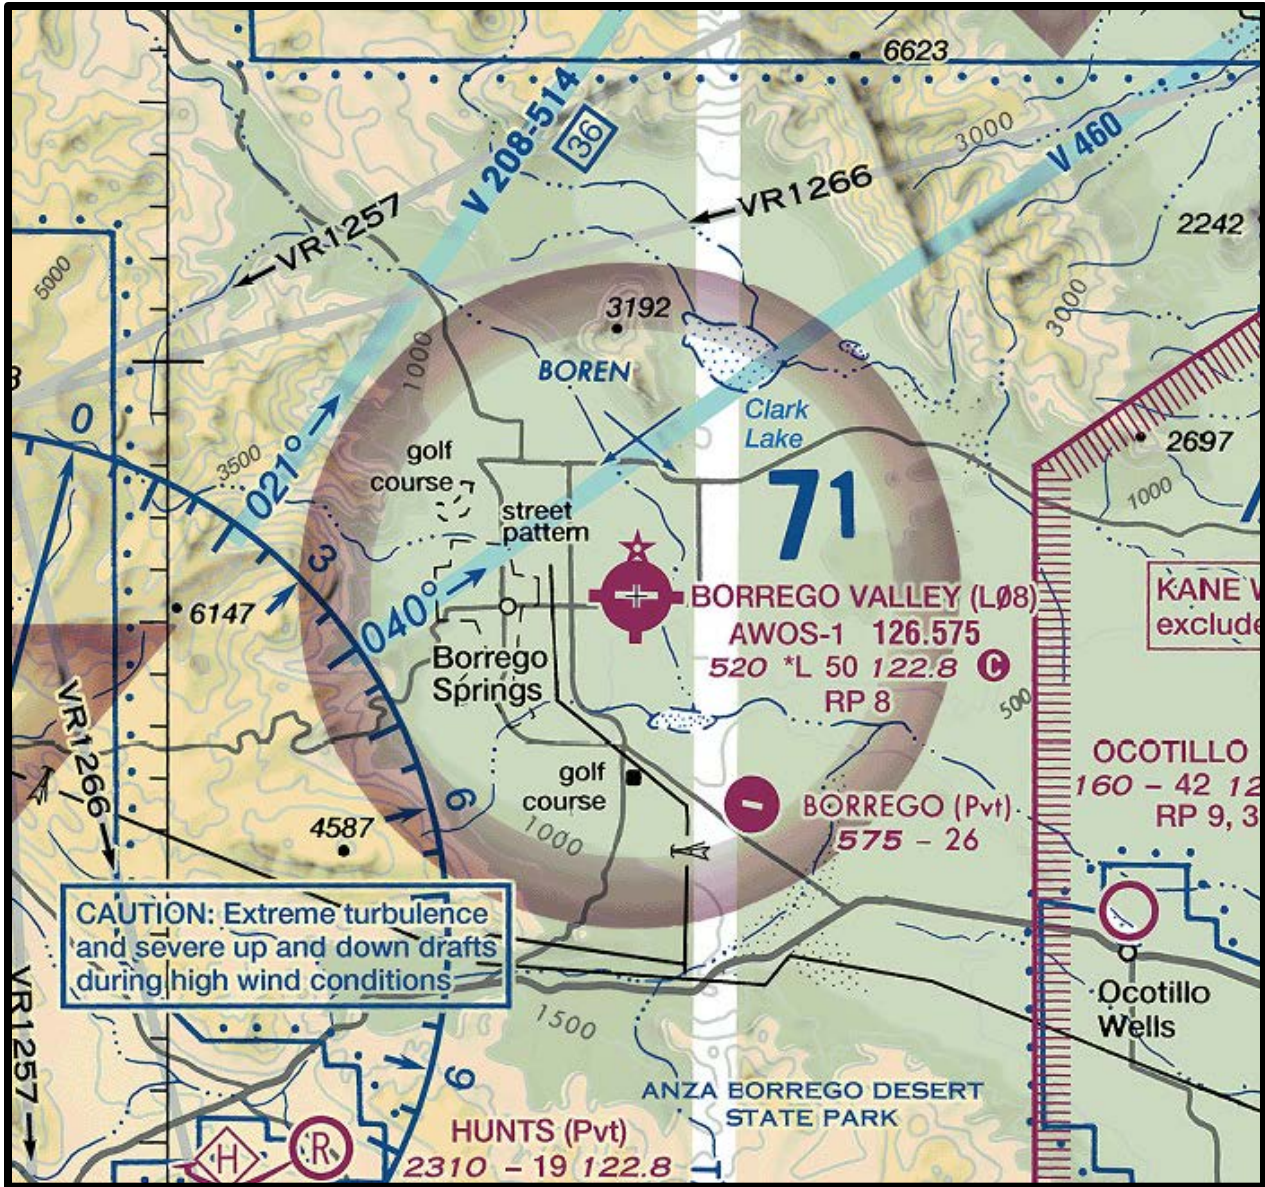 6623
V 208-514
36
3000
V 460
VR1266
VR1257
2242
5000
3192
3000
1000
BOREN
Clark
Lake
0
3500
021°
golf
course
street
pattern
71
2697
1000
3
040°
6147
BORREGO VALLEY (LØ8)
AWOS-1 126.575
520 *L 50 122.8 C
RP 8
KANE
exclude
Borrego
Springs
500
VR1266
OCOTILLO
160 - 42 12
RP 9, 3
golf
course
BORREGO (Pvt)
575 - 26
6
4587
1000
CAUTION: Extreme turbulence
and severe up and down drafts
during high wind conditions
VR1257
1500
Ocotillo
Wells
9
ANZA BORREGO DESERT
STATE PARK
HUNTS (Pvt)
2310 - 19 122.8
H
R